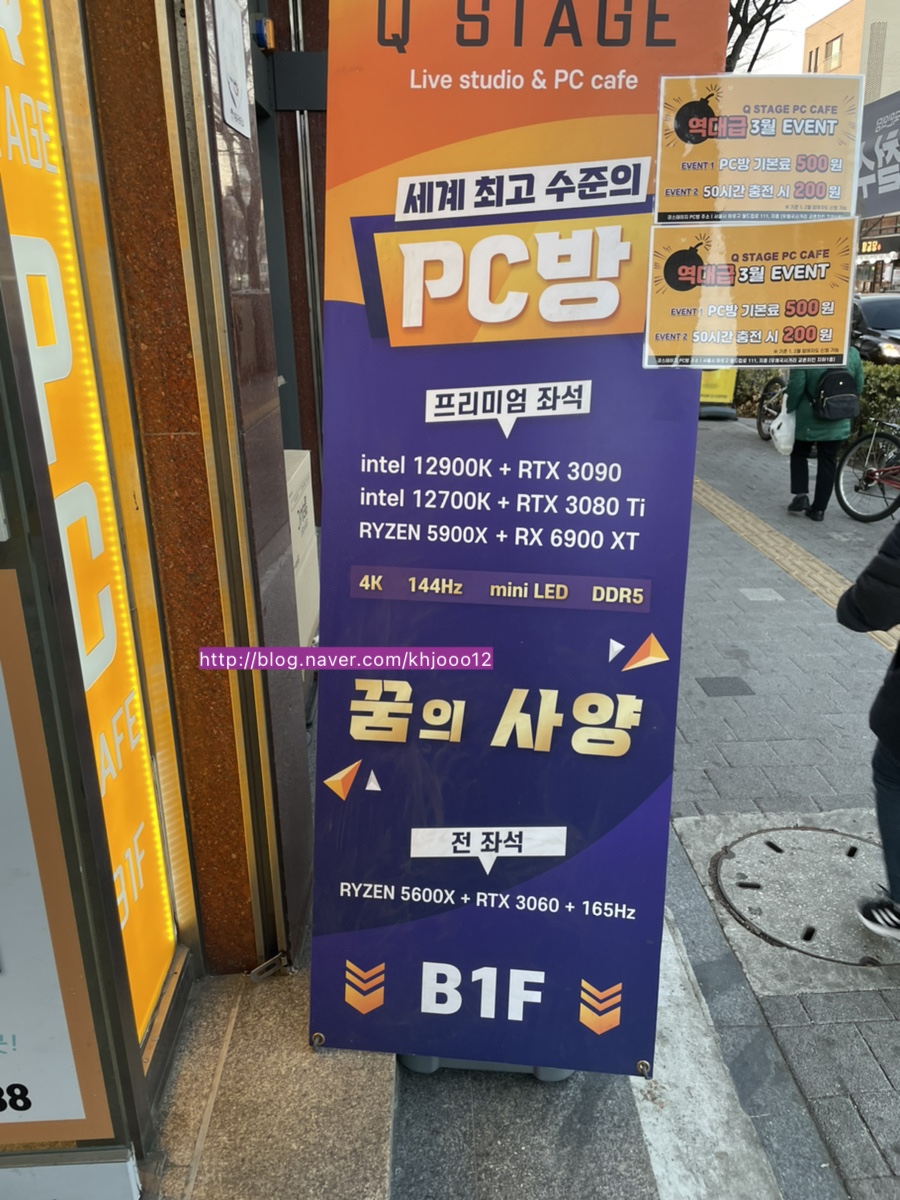 Q STAGE
Live studio & PC cafe
세계 최고 수준의
PC방
프리미엄 좌석
intel 12900K + RTX 3090
intel 12700K + RTX 3080 Ti
RYZEN 5900X + RX 6900 XT
4K 144Hz mini LED DDR5
http://blog.naver.com/khjooo12
꿈의 사양
전 좌석
RYZEN 5600X + RTX 3060 + 165Hz
B1F
Q STAGE PC CAFE
역대급 3월 EVENT
EVENT 1 PC방 기본료 500원
EVENT 2 50시간 충전 시 200원
Q STAGE PC CAFE
역대급 3월 EVENT
EVENT 1 PC방 기본료 500원
EVENT 2 50시간 충전 시 200원
AGE
PC
CAFE
B1F